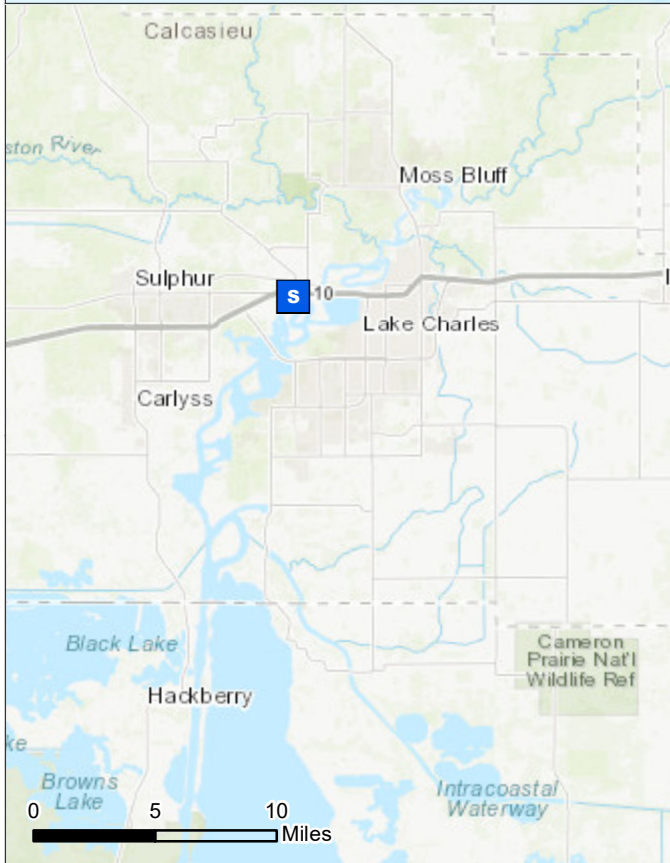 Calcasieu
ston River
Moss Bluff
Sulphur
S
10
Lake Charles
Carlyss
Black Lake
Cameron
Prairie Nat'l
Wildlife Ref
Hackberry
ke
Browns
Lake
Intracoastal
Waterway
0 5 10
Miles